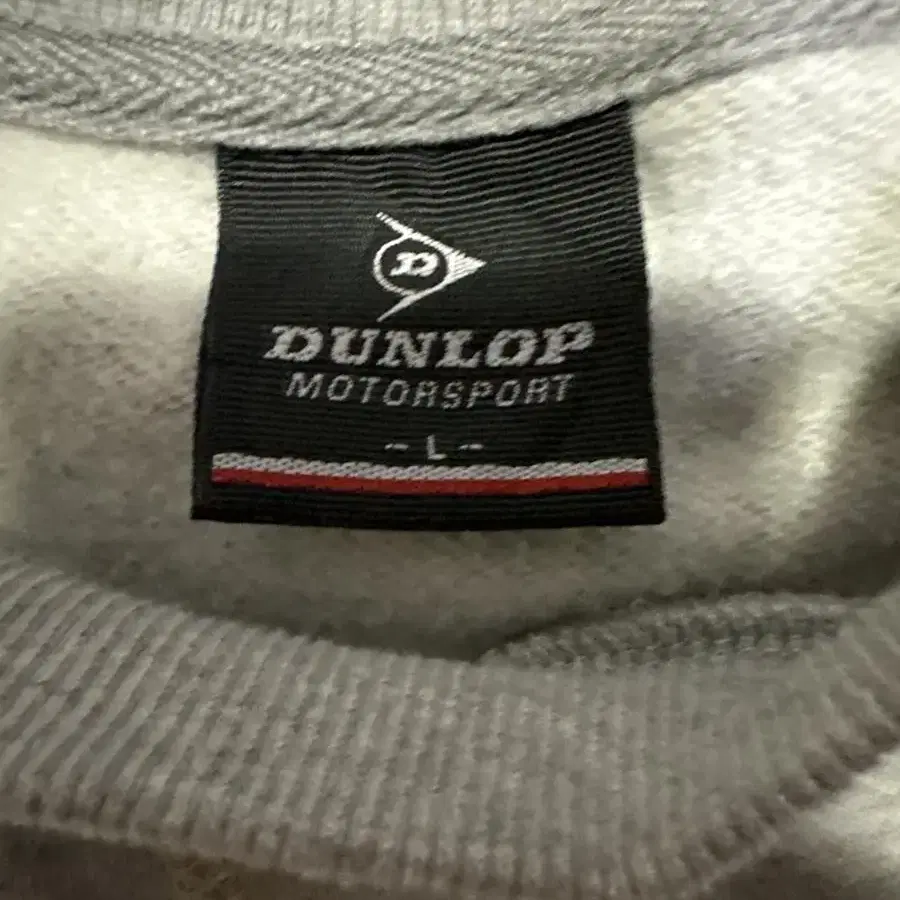 D
DUNLOP
MOTORSPORT
-- L --